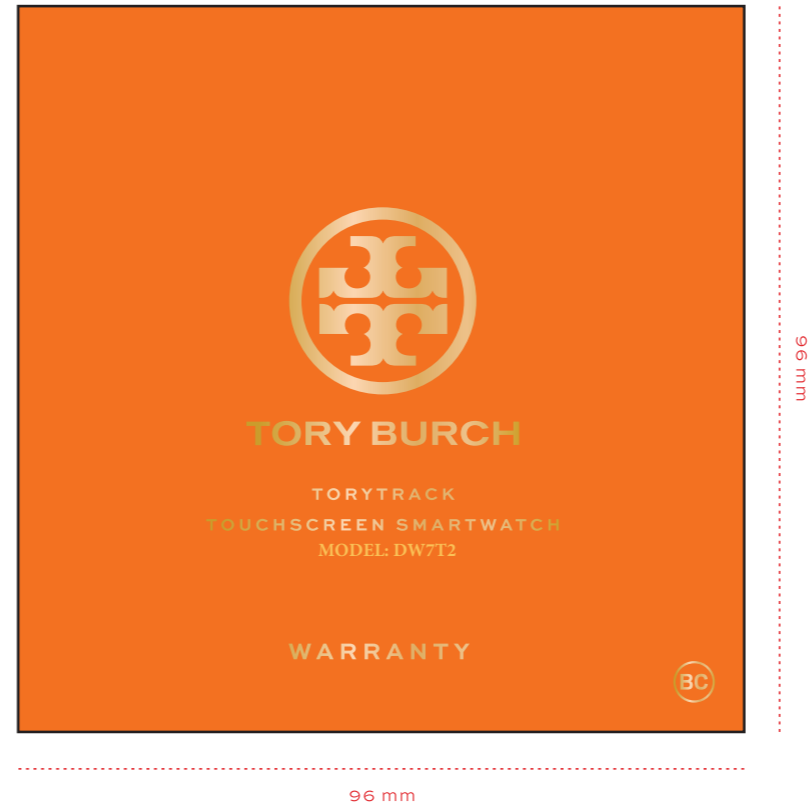 TORY BURCH
TORYTRACK
TOUCHSCREEN SMARTWATCH
MODEL: DW7T2
WARRANTY
BC
96 mm
96 mm